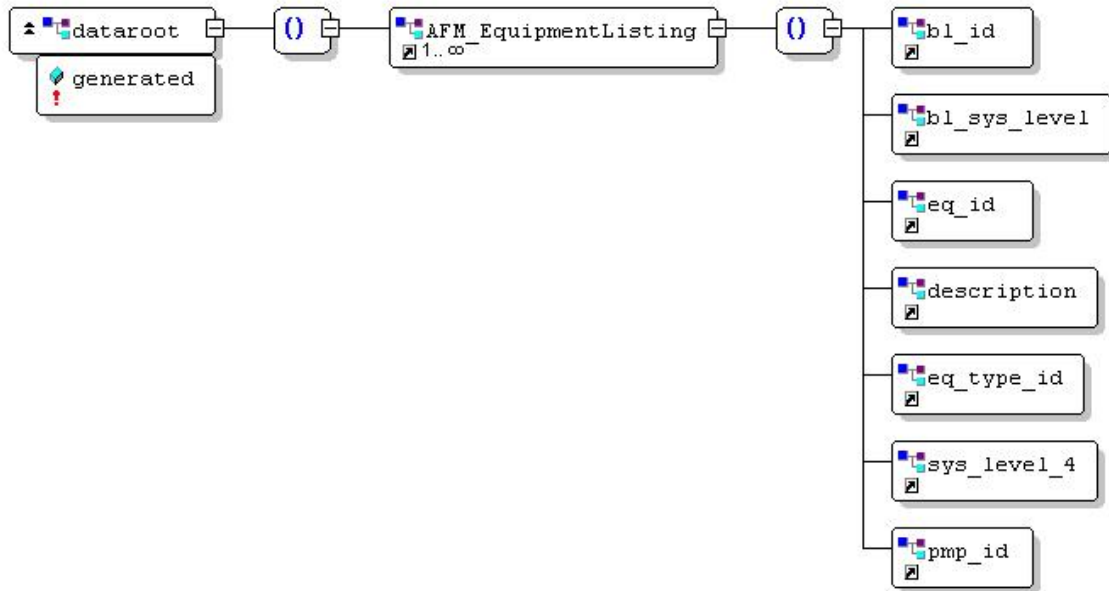 dataroot
generated
()
AFM_EquipmentListing
1..∞
()
bl_id
bl_sys_level
eq_id
description
eq_type_id
sys_level_4
pmp_id